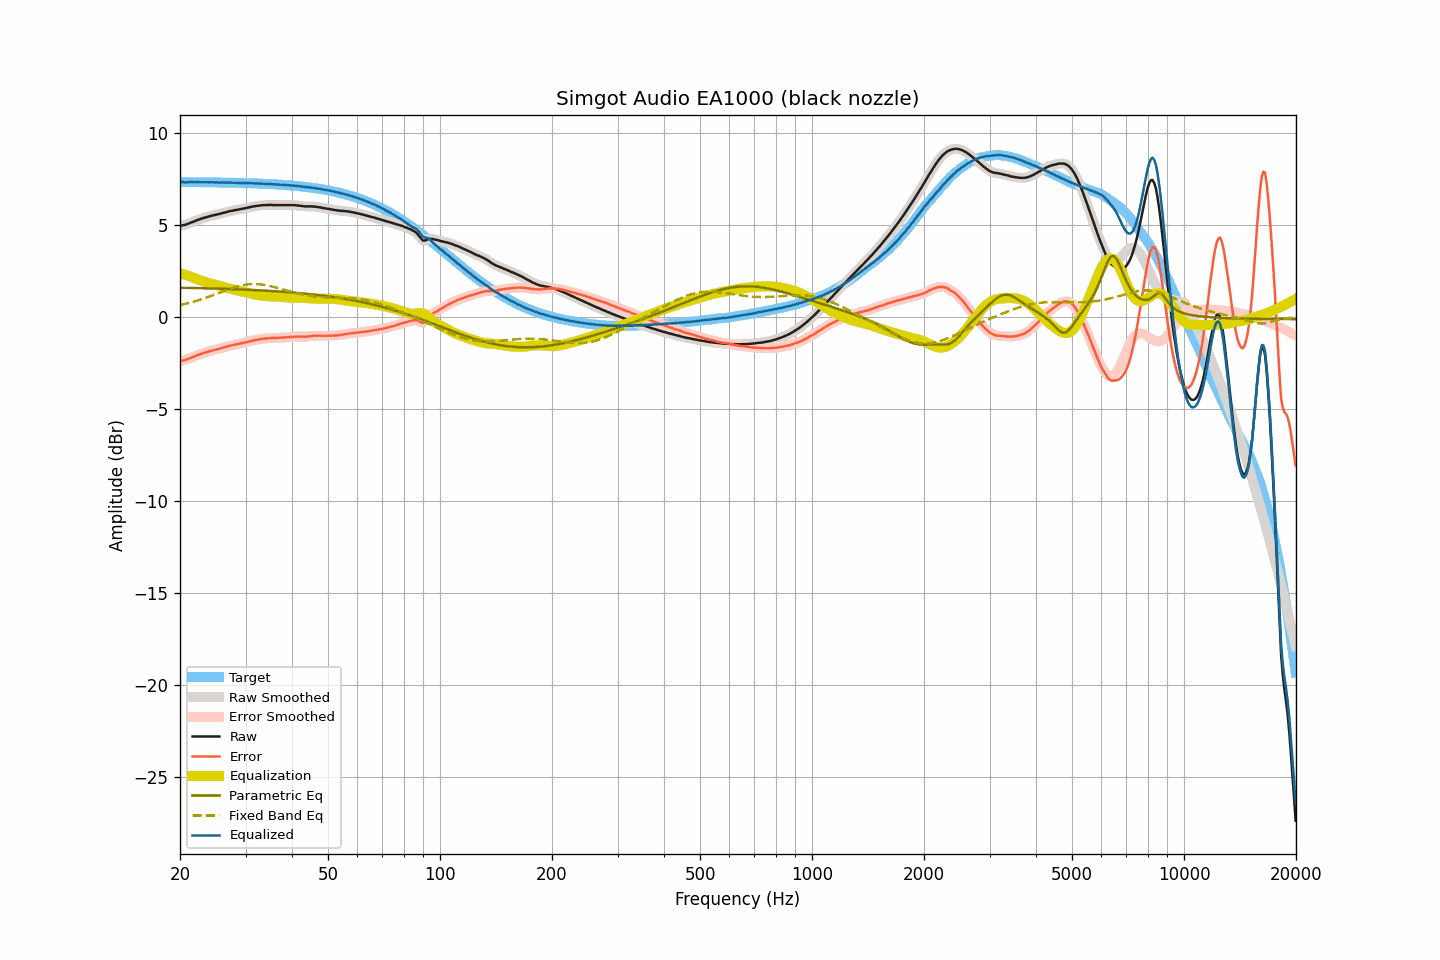 Simgot Audio EA1000 (black nozzle)
10
5
0
−5
−10
−15
−20
−25
Amplitude (dBr)
Target
Raw Smoothed
Error Smoothed
Raw
Error
Equalization
Parametric Eq
Fixed Band Eq
Equalized
20 50 100 200 500 1000 2000 5000 10000 20000
Frequency (Hz)